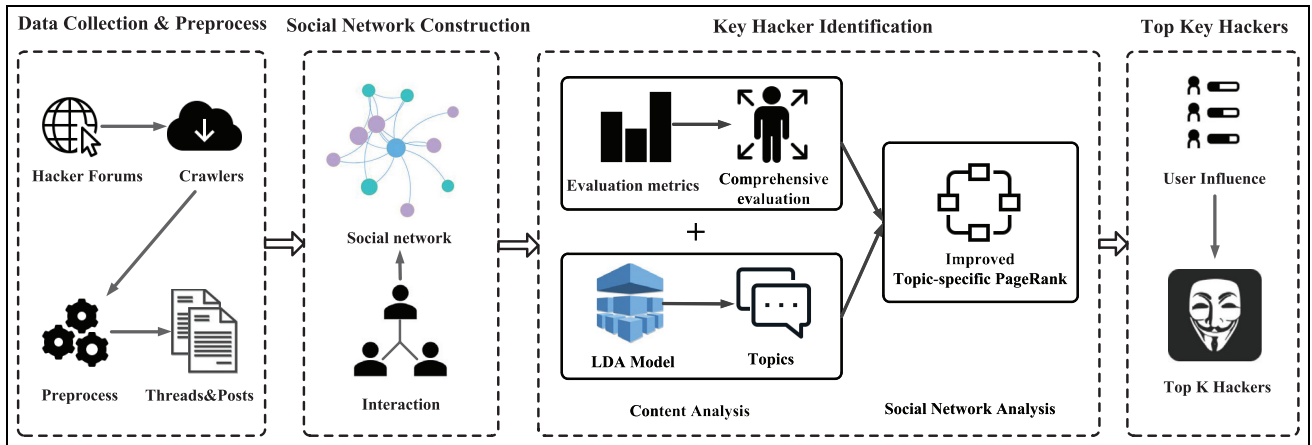 Data Collection & Preprocess
Hacker Forums
Crawlers
Preprocess
Threads&Posts
Social Network Construction
Social network
Interaction
Key Hacker Identification
Evaluation metrics
Comprehensive
evaluation
+
LDA Model
Topics
Content Analysis
Improved
Topic-specific PageRank
Social Network Analysis
Top Key Hackers
User Influence
Top K Hackers